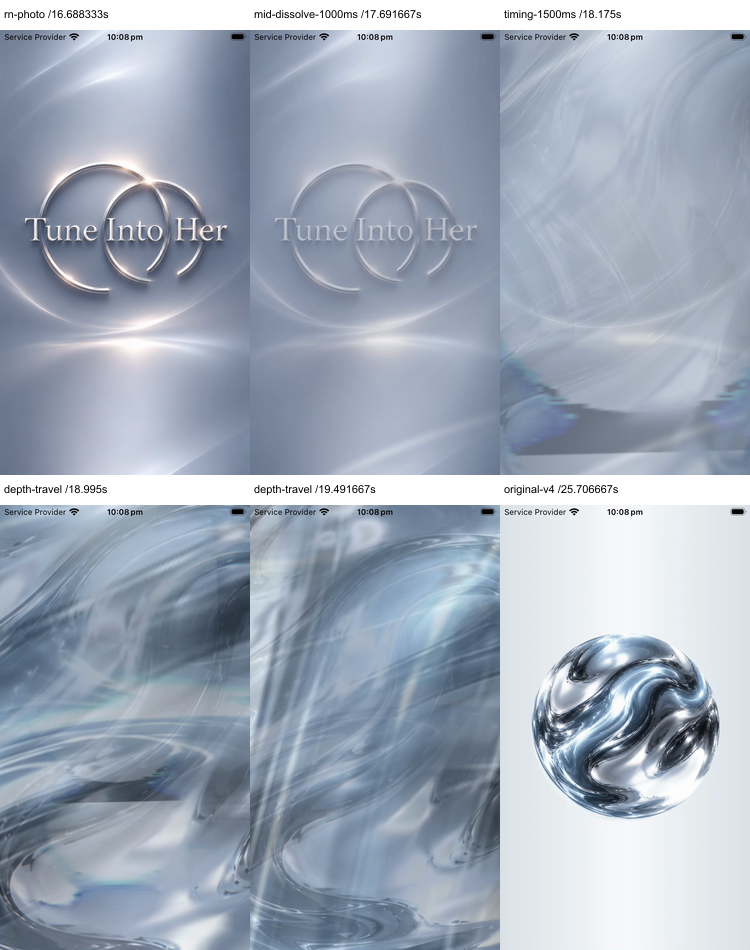 rn-photo /16.688333s
mid-dissolve-1000ms /17.691667s
timing-1500ms /18.175s
Service Provider 10:08 pm
Service Provider 10:08 pm
Service Provider 10:08 pm
Tune Into Her
Tune Into Her
depth-travel /18.995s
depth-travel /19.491667s
original-v4 /25.706667s
Service Provider 10:08 pm
Service Provider 10:08 pm
Service Provider 10:08 pm